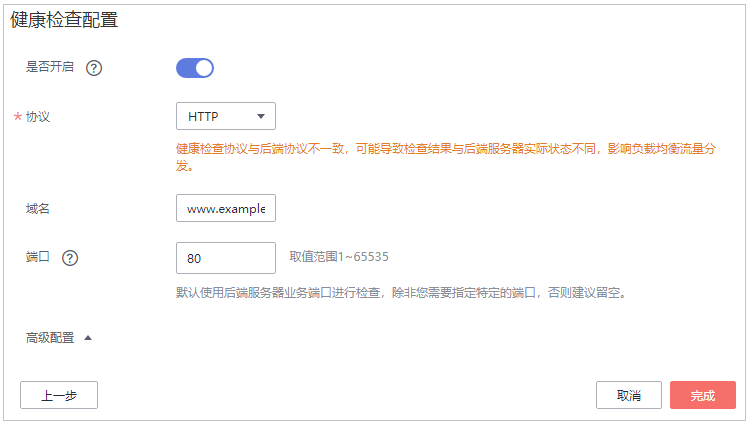 健康检查配置
是否开启 ?
* 协议 HTTP
健康检查协议与后端协议不一致，可能导致检查结果与后端服务器实际状态不同，影响负载均衡流量分
发。
域名 www.example
端口 ? 80 取值范围1~65535
默认使用后端服务器业务端口进行检查，除非您需要指定特定的端口，否则建议留空。
高级配置
上一步 取消 完成